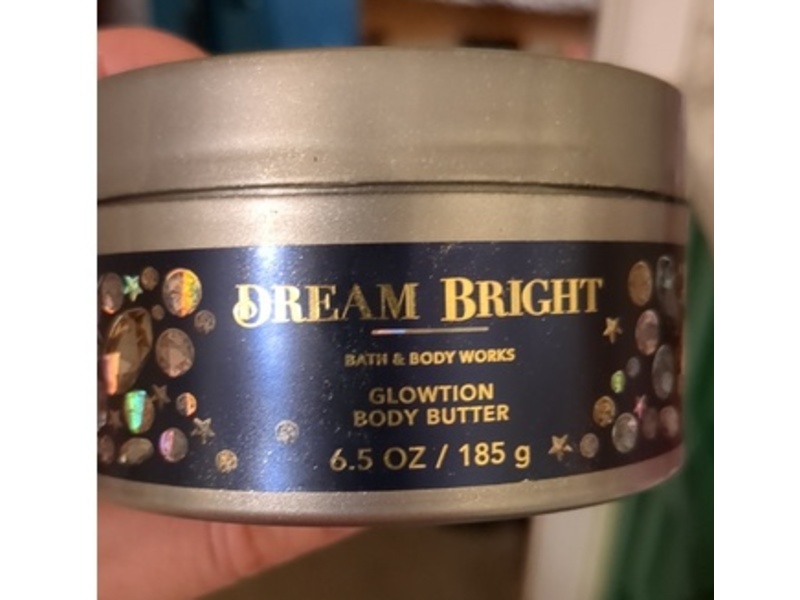 DREAM BRIGHT
BATH & BODY WORKS
GLOWTION
BODY BUTTER
6.5 OZ / 185 g